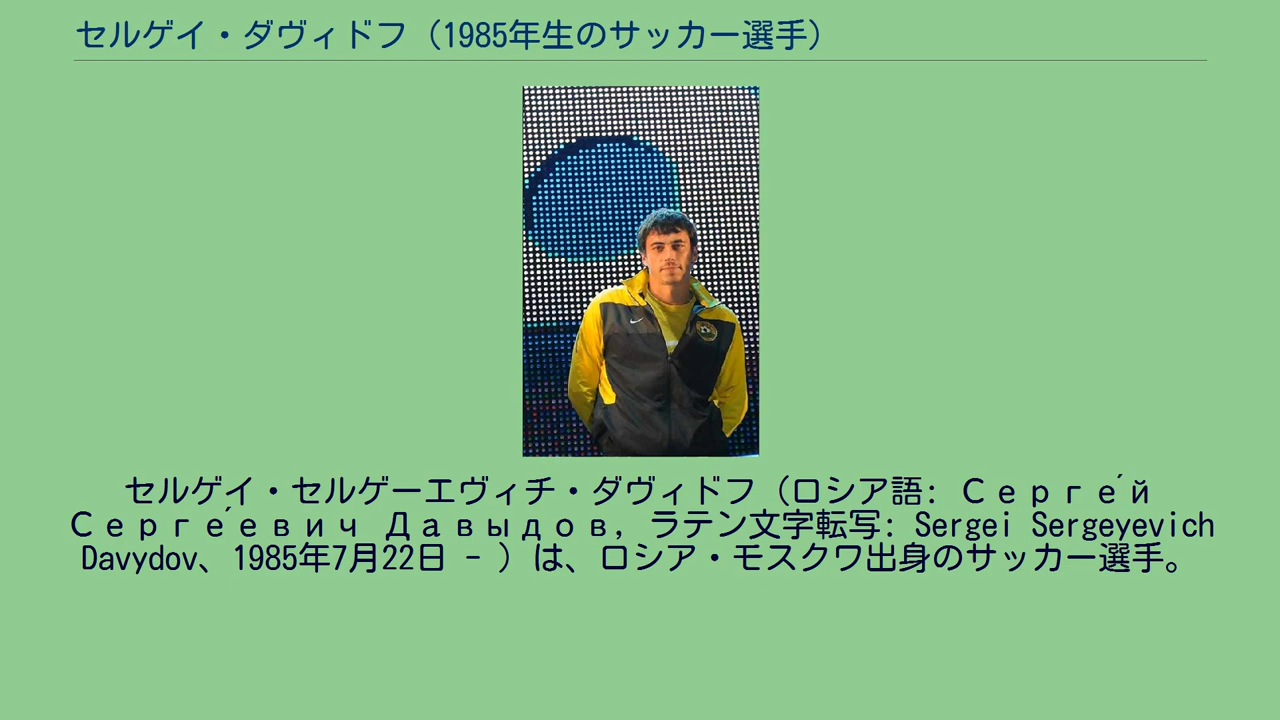 セルゲイ・ダヴィドフ（1985年生のサッカー選手）
セルゲイ・セルゲーエヴィチ・ダヴィドフ（ロシア語: Серге́й
Серге́евич Давыдов, ラテン文字転写: Sergei Sergeyevich
Davydov、1985年7月22日 - ）は、ロシア・モスクワ出身のサッカー選手。